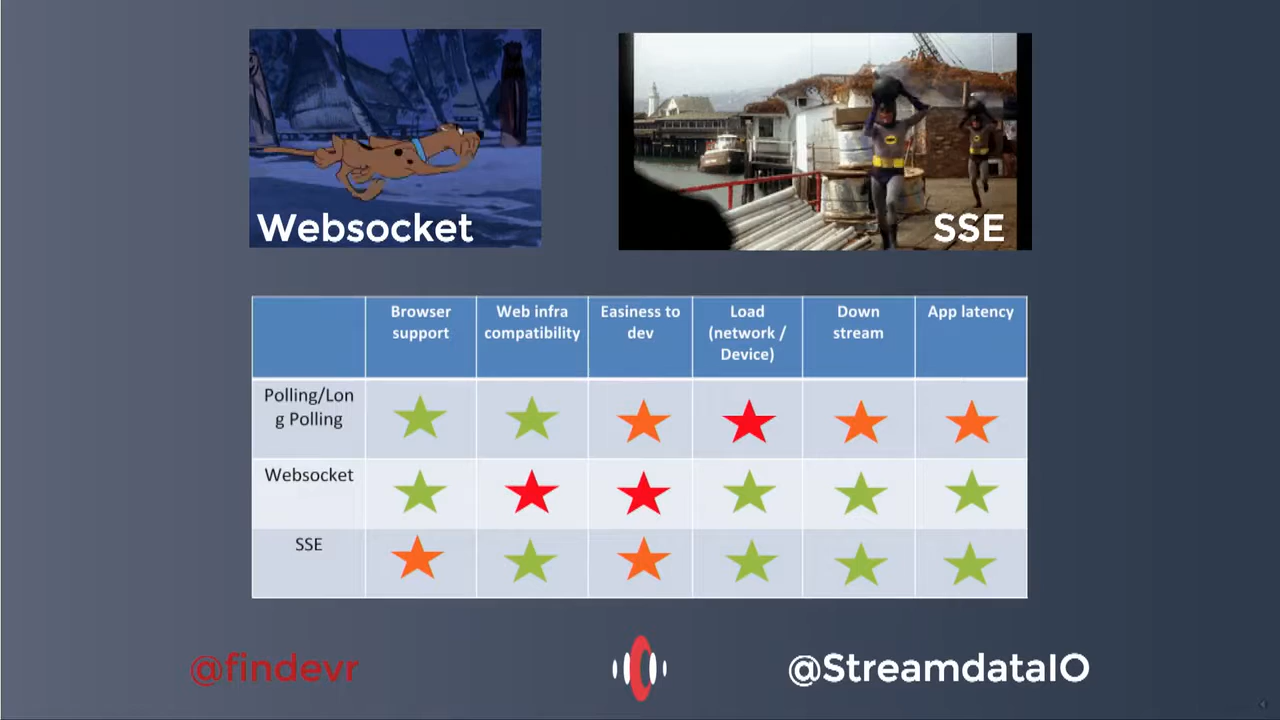 Websocket
SSE
Browser support
Web infra compatibility
Easiness to dev
Load (network / Device)
Down stream
App latency
Polling/Lon
g Polling
Websocket
SSE
@findevr
@StreamdataIO